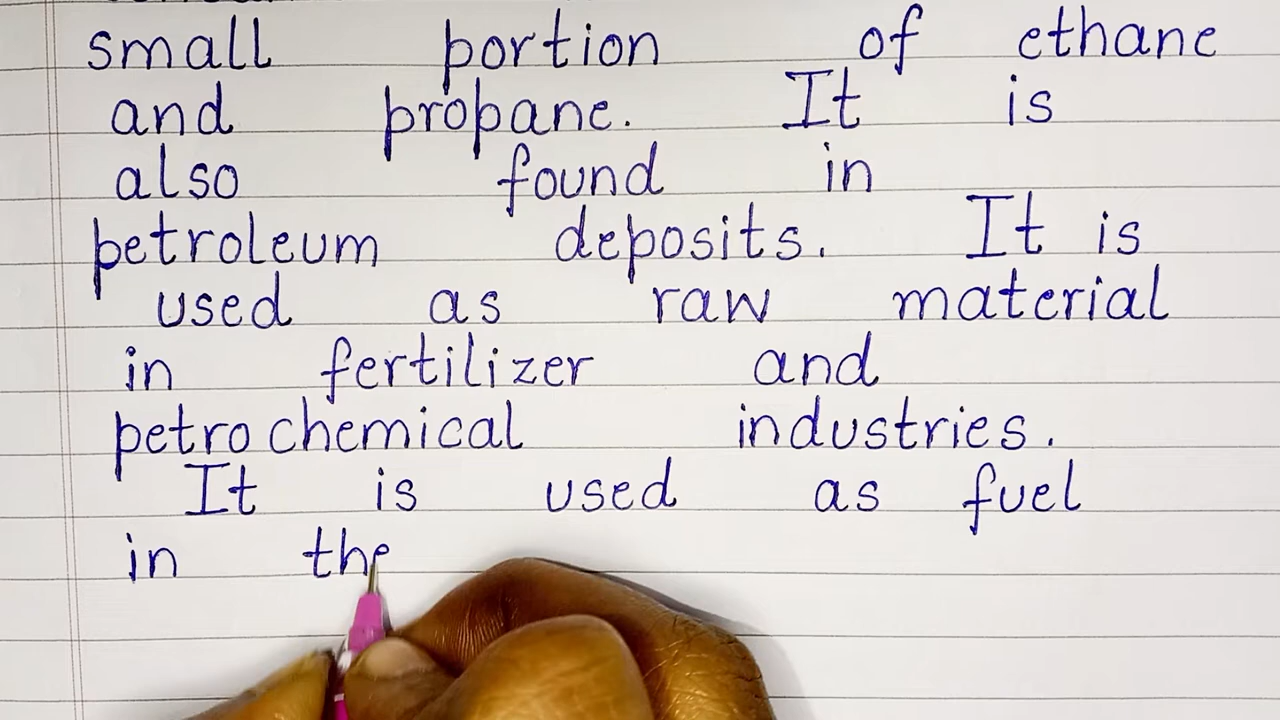 small portion of ethane
and propane. It is
also found in
petroleum deposits. It is
used as raw material
in fertilizer and
petrochemical industries.
It is used as fuel
in the